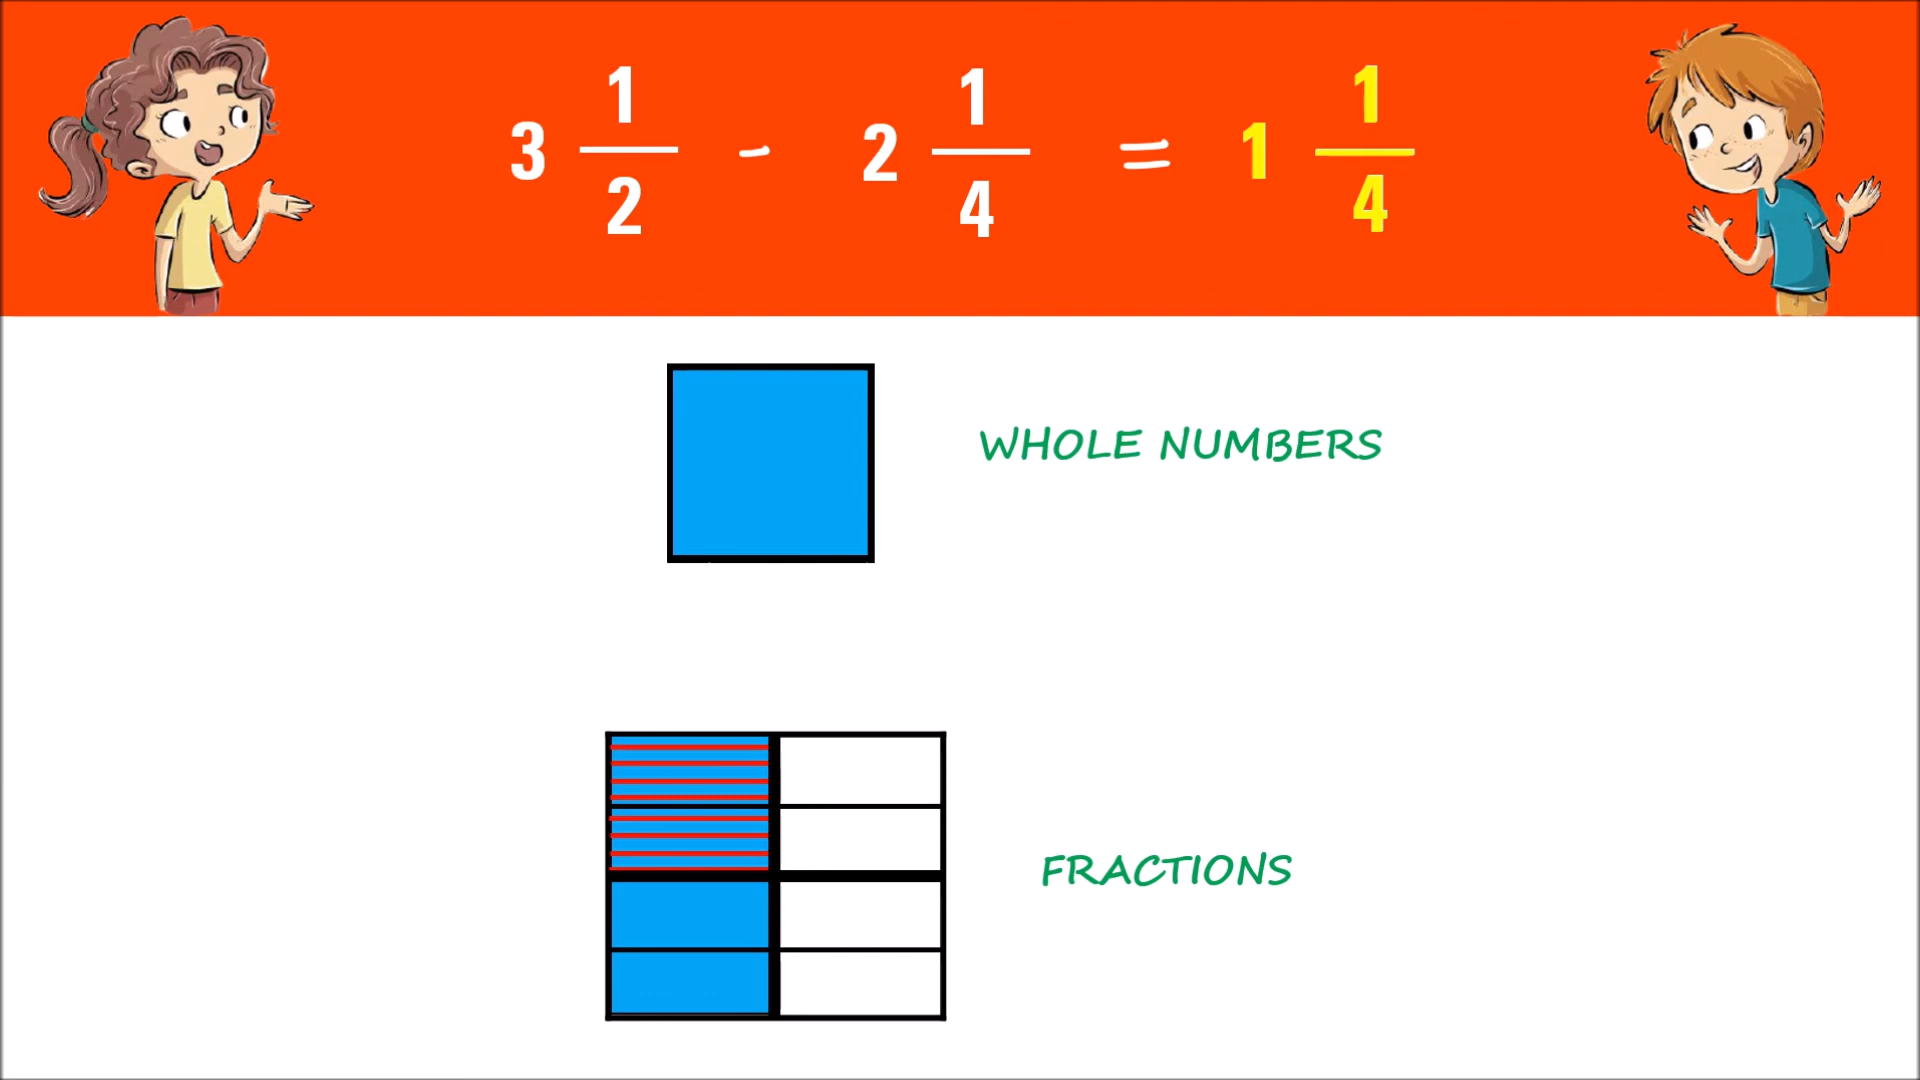 3 1/2 - 2 1/4 = 1 1/4
WHOLE NUMBERS
FRACTIONS